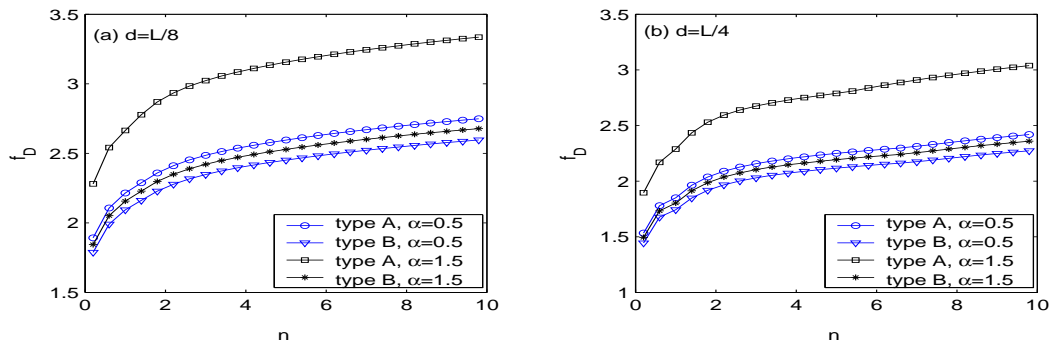 3.5
(a) d=L/8
3
f_D
2.5
2
1.5
type A, α=0.5
type B, α=0.5
type A, α=1.5
type B, α=1.5
0 2 4 6 8 10
n
3.5
(b) d=L/4
3
2.5
f_D
2
1.5
1
type A, α=0.5
type B, α=0.5
type A, α=1.5
type B, α=1.5
0 2 4 6 8 10
n